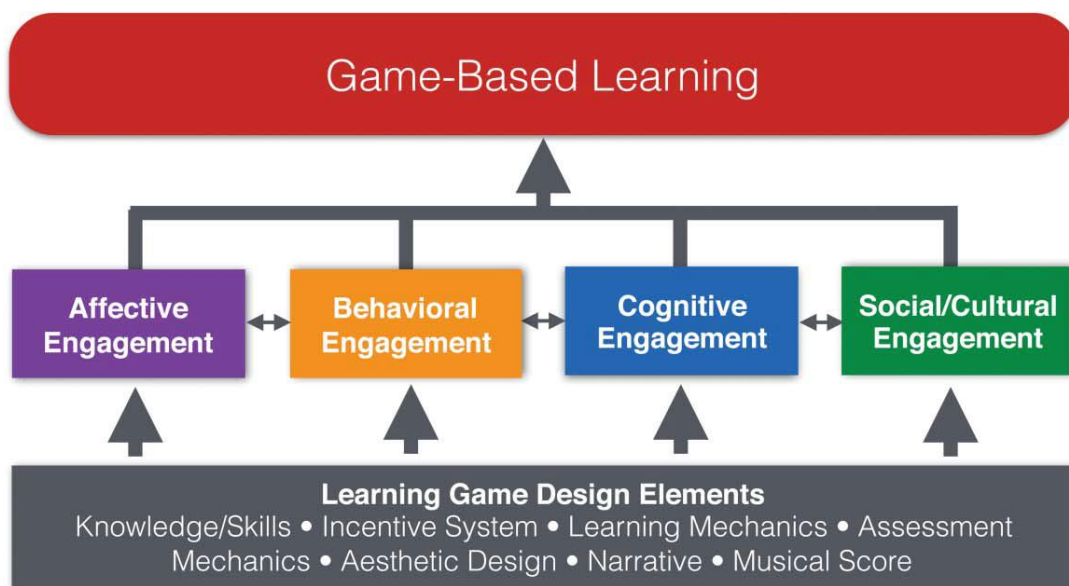 Game-Based Learning
Affective
Engagement
Behavioral
Engagement
Cognitive
Engagement
Social/Cultural
Engagement
Learning Game Design Elements
Knowledge/Skills • Incentive System • Learning Mechanics • Assessment
Mechanics • Aesthetic Design • Narrative • Musical Score